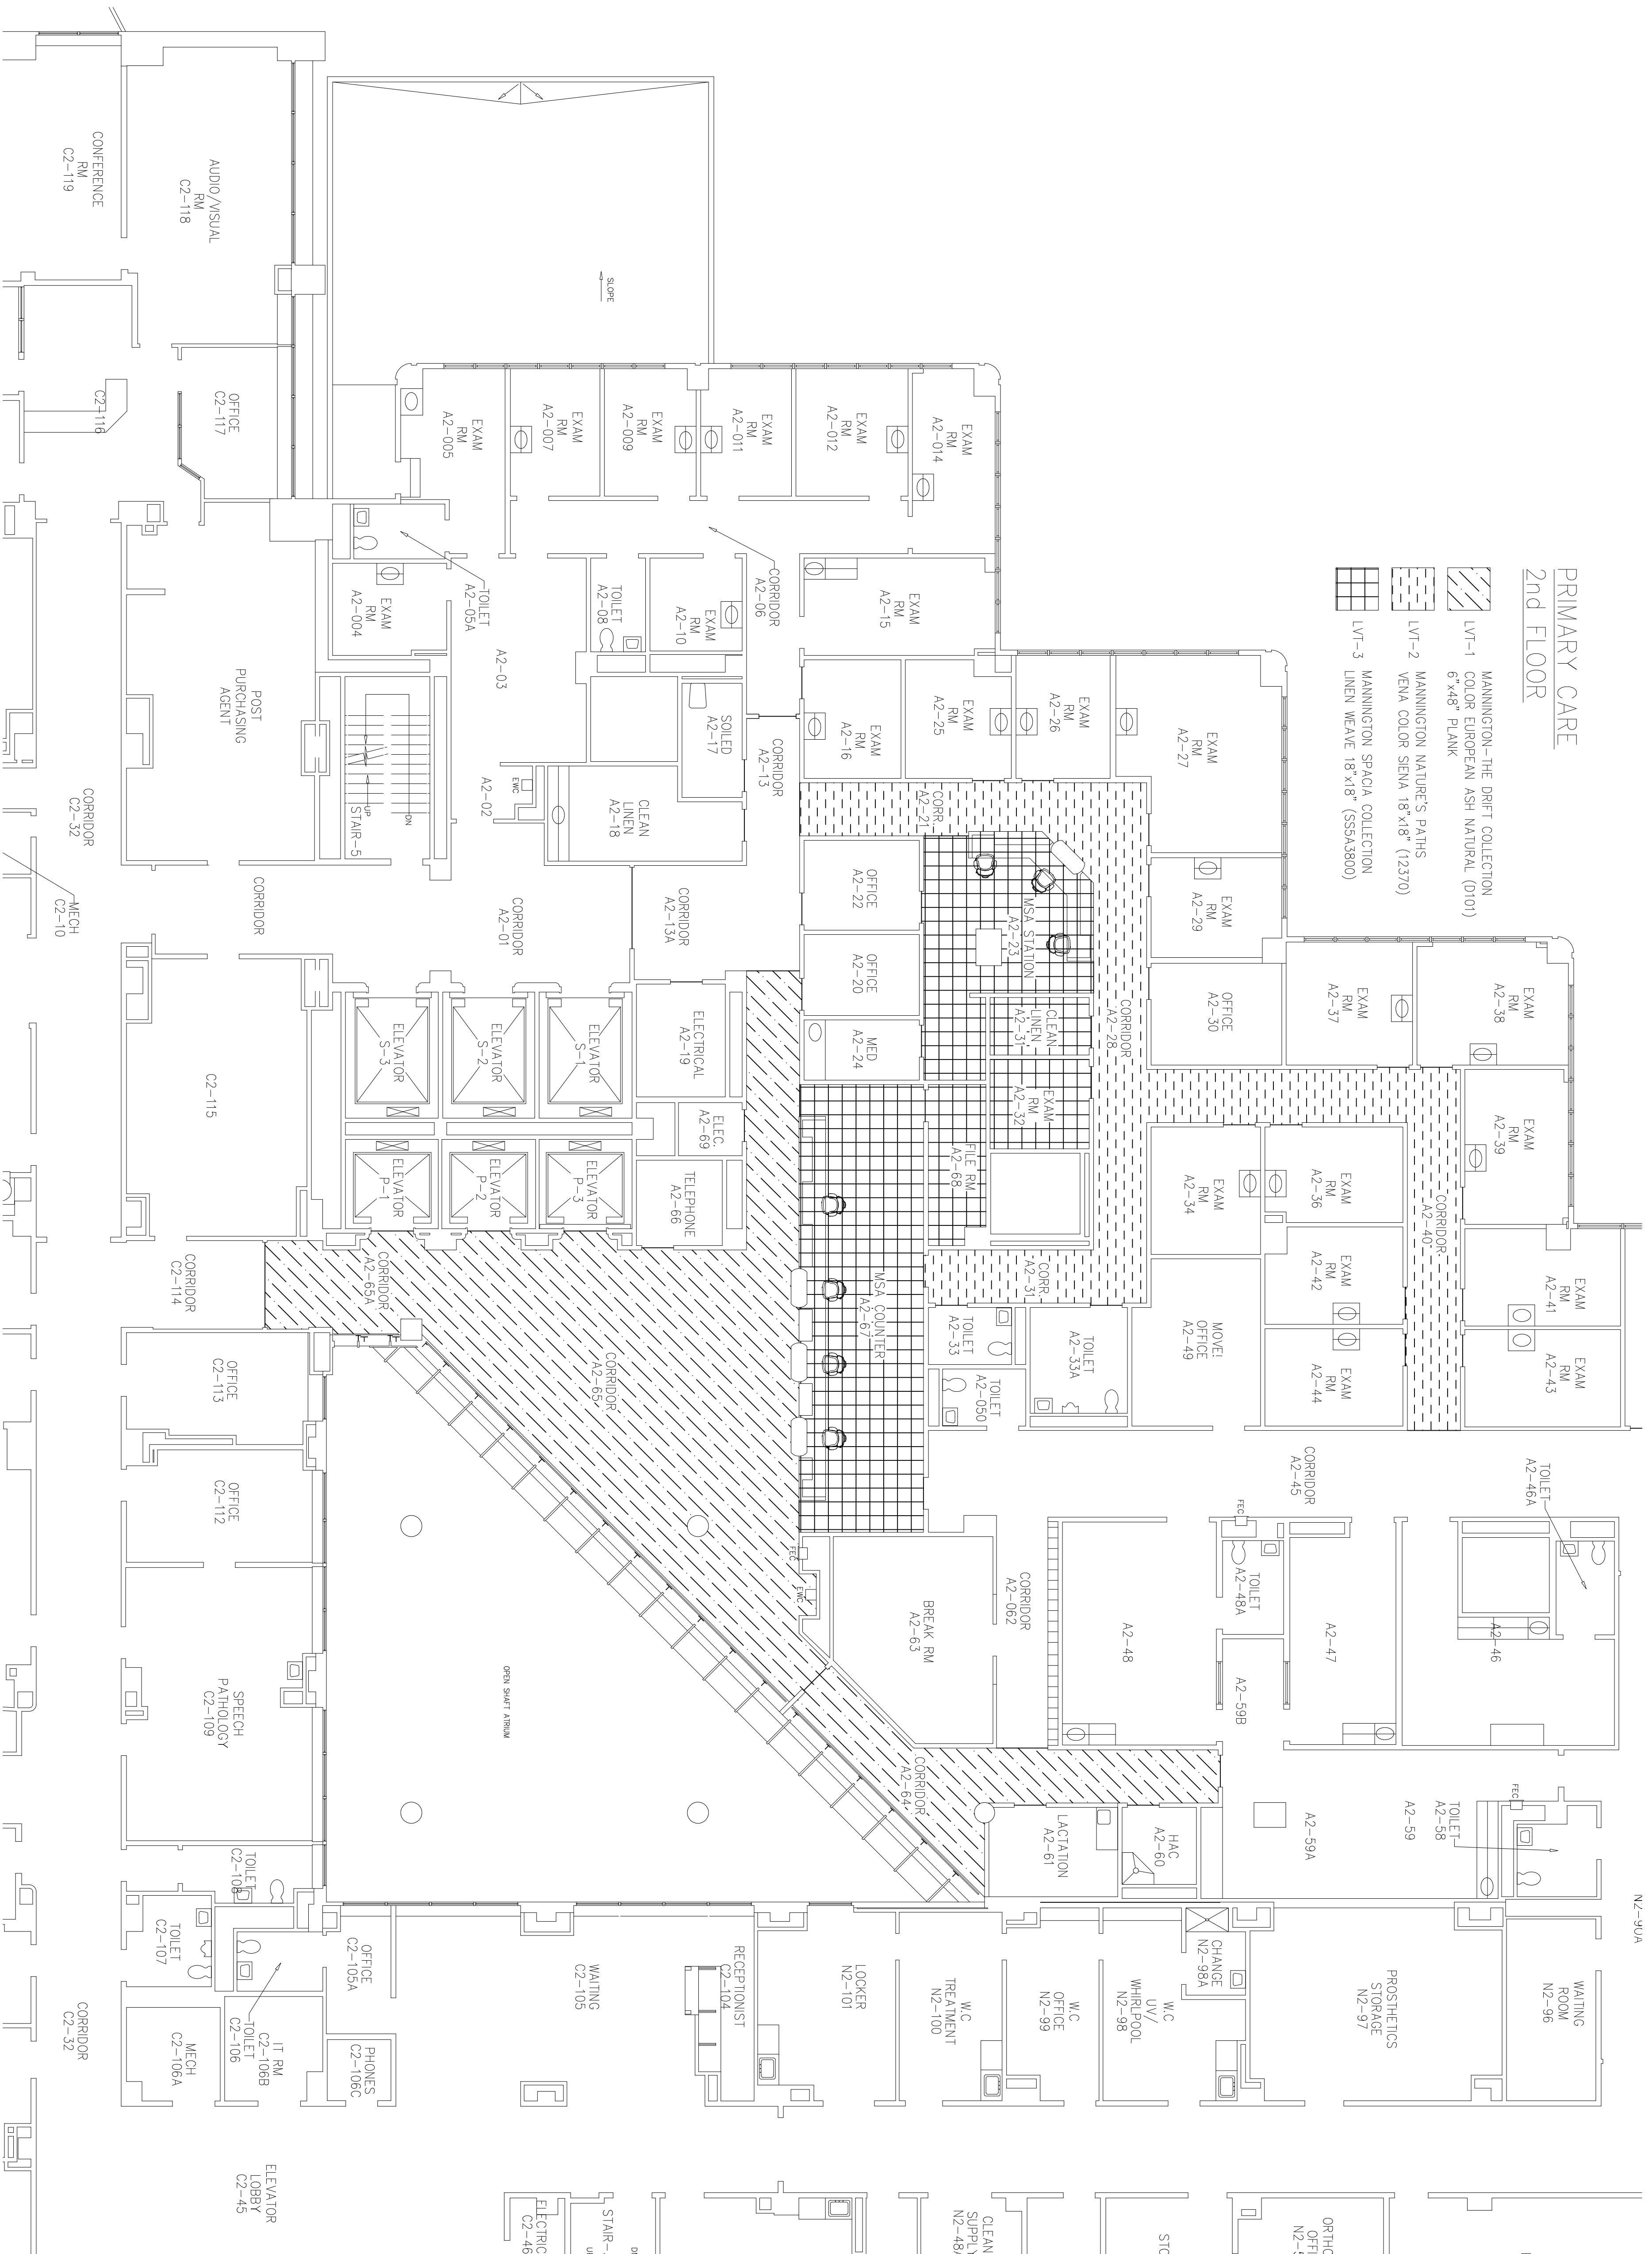 PRIMARY CARE
2nd FLOOR
LVT-1
MANNINGTON-THE DRIFT COLLECTION
COLOR EUROPEAN ASH NATURAL (D101)
6"x48" PLANK
LVT-2
MANNINGTON NATURE'S PATHS
VENA COLOR SIENA 18"x18" (12370)
LVT-3
MANNINGTON SPACIA COLLECTION
LINEN WEAVE 18"x18" (SS5A3800)
SLOPE
CONFERENCE
RM
C2-119
AUDIO/VISUAL
RM
C2-118
C2-116
OFFICE
C2-117
EXAM
RM
A2-005
EXAM
RM
A2-007
EXAM
RM
A2-009
EXAM
RM
A2-011
EXAM
RM
A2-012
EXAM
RM
A2-014
TOILET
A2-05A
EXAM
RM
A2-004
TOILET
A2-08
EXAM
RM
A2-10
CORRIDOR
A2-06
EXAM
RM
A2-15
A2-03
SOILED
A2-17
CORRIDOR
A2-13
EXAM
RM
A2-16
EXAM
RM
A2-25
EXAM
RM
A2-26
EXAM
RM
A2-27
POST
PURCHASING
AGENT
UP
DN
STAIR-5
A2-02
EWC
CLEAN
LINEN
A2-18
CORR.
A2-21
CORRIDOR
C2-32
MECH
C2-10
CORRIDOR
CORRIDOR
A2-01
CORRIDOR
A2-13A
OFFICE
A2-22
MSA STATION
A2-23
EXAM
RM
A2-29
OFFICE
A2-20
MED
A2-24
CLEAN
LINEN
A2-31
CORRIDOR
A2-28
OFFICE
A2-30
EXAM
RM
A2-37
EXAM
RM
A2-38
C2-115
ELEVATOR
S-3
ELEVATOR
S-2
ELEVATOR
S-1
ELECTRICAL
A2-19
ELEC.
A2-69
EXAM
RM
A2-32
FILE RM
A2-68
EXAM
RM
A2-34
EXAM
RM
A2-36
CORRIDOR
A2-40
EXAM
RM
A2-39
ELEVATOR
P-1
ELEVATOR
P-2
ELEVATOR
P-3
TELEPHONE
A2-66
CORRIDOR
C2-114
CORRIDOR
A2-65A
MSA COUNTER
A2-67
CORR.
A2-31
EXAM
RM
A2-42
EXAM
RM
A2-41
OFFICE
C2-113
CORRIDOR
A2-65
TOILET
A2-33
TOILET
A2-33A
MOVE!
OFFICE
A2-49
EXAM
RM
A2-44
EXAM
RM
A2-43
TOILET
A2-050
OFFICE
C2-112
CORRIDOR
A2-45
TOILET
A2-46A
FEC
FEC
EWC
BREAK RM
A2-63
CORRIDOR
A2-062
A2-48
TOILET
A2-48A
A2-47
A2-46
A2-59B
SPEECH
PATHOLOGY
C2-109
OPEN SHAFT ATRIUM
CORRIDOR
A2-64
LACTATION
A2-61
HAC
A2-60
A2-59A
A2-59
TOILET
A2-58
FEC
N2-90A
TOILET
C2-108
TOILET
C2-107
OFFICE
C2-105A
WAITING
C2-105
RECEPTIONIST
C2-104
LOCKER
N2-101
W.C
TREATMENT
N2-100
W.C
OFFICE
N2-99
W.C
UV/
WHIRLPOOL
N2-98
CHANGE
N2-98A
PROSTHETICS
STORAGE
N2-97
WAITING
ROOM
N2-96
CORRIDOR
C2-32
MECH
C2-106A
TOILET
C2-106
IT RM
C2-106B
PHONES
C2-106C
ELEVATOR
LOBBY
C2-45
ELECTRIC
C2-46
STAIR-
CLEAN
SUPPLY
N2-48A